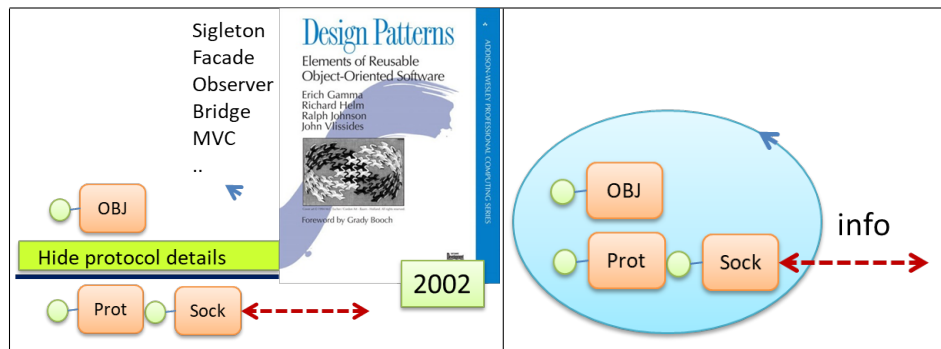 Sigleton
Facade
Observer
Bridge
MVC
..
Design Patterns
Elements of Reusable
Object-Oriented Software
Erich Gamma
Richard Helm
Ralph Johnson
John Vlissides
Foreword by Grady Booch
ADDISON-WESLEY PROFESSIONAL COMPUTING SERIES
OBJ
Hide protocol details
Prot
Sock
2002
OBJ
Prot
Sock
info